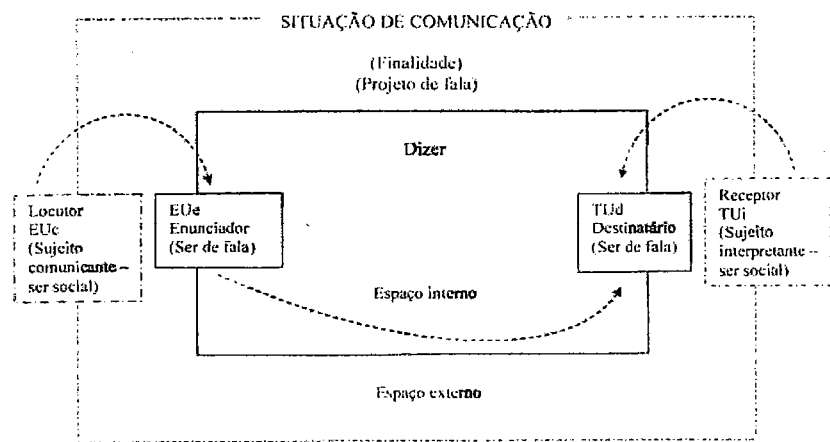 SITUAÇÃO DE COMUNICAÇÃO
(Finalidade)
(Projeto de fala)
Dizer
Locutor
EUc
(Sujeito
comunicante –
ser social)
EUe
Enunciador
(Ser de fala)
TUd
Destinatário
(Ser de fala)
Receptor
TUi
(Sujeito
interpretante –
ser social)
Espaço interno
Espaço externo